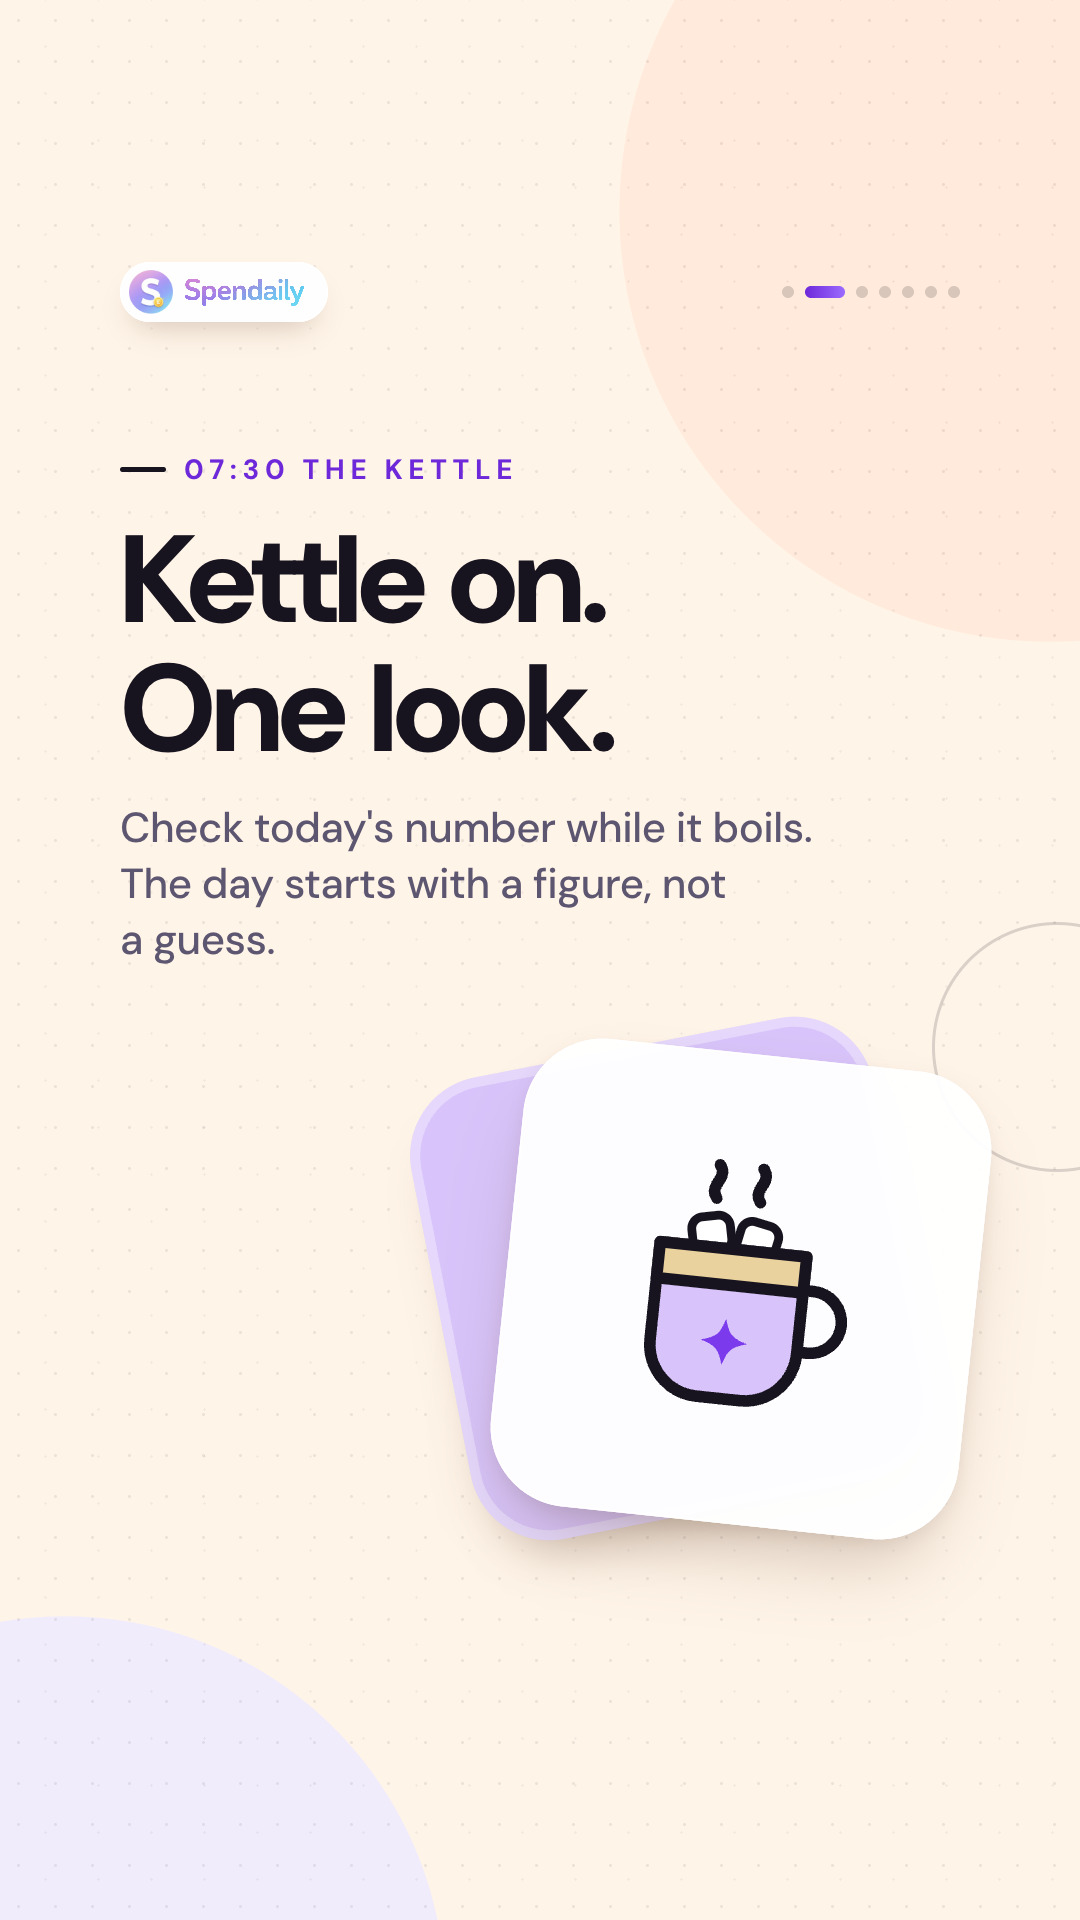 Spendaily
07:30 THE KETTLE
Kettle on.
One look.
Check today's number while it boils.
The day starts with a figure, not
a guess.